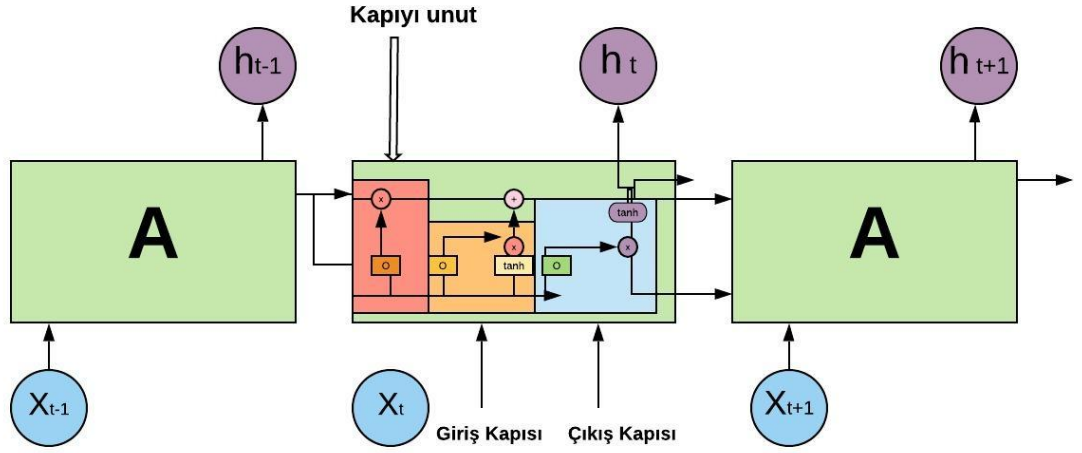 Kapıyı unut
ht-1
h t
h t+1
A
A
x
+
tanh
x
x
O
O
tanh
O
Xt-1
Xt
Xt+1
Giriş Kapısı
Çıkış Kapısı